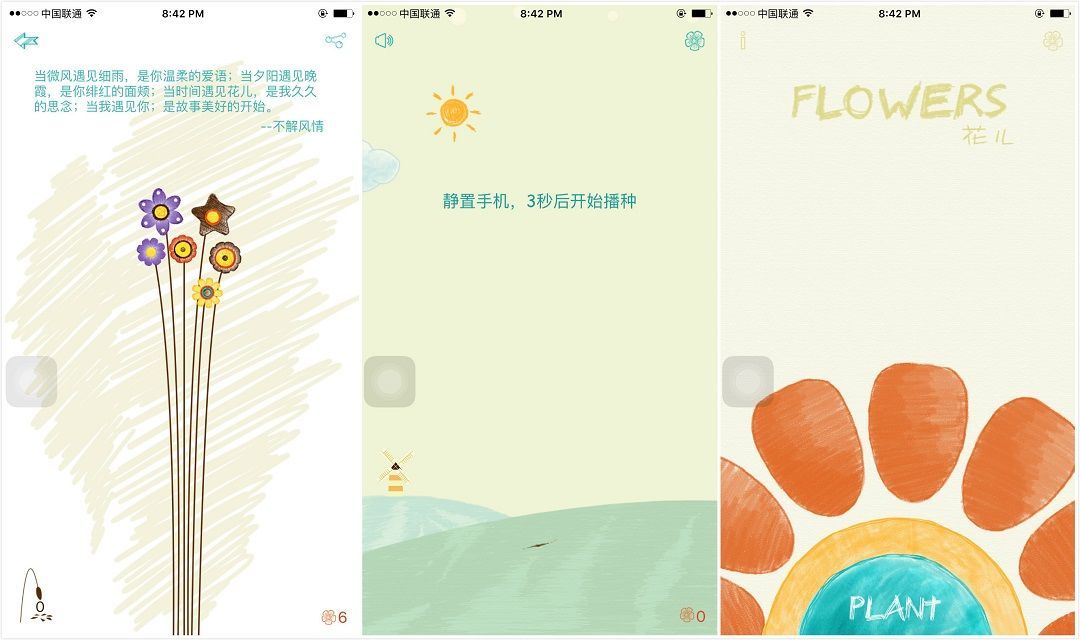 中国联通 8:42 PM
当微风遇见细雨，是你温柔的爱语；当夕阳遇见晚
霞，是你绯红的面颊；当时间遇见花儿，是我久久
的思念；当我遇见你；是故事美好的开始。
--不解风情
0
6
中国联通 8:42 PM
静置手机，3秒后开始播种
0
中国联通 8:42 PM
i
FLOWERS
花儿
PLANT